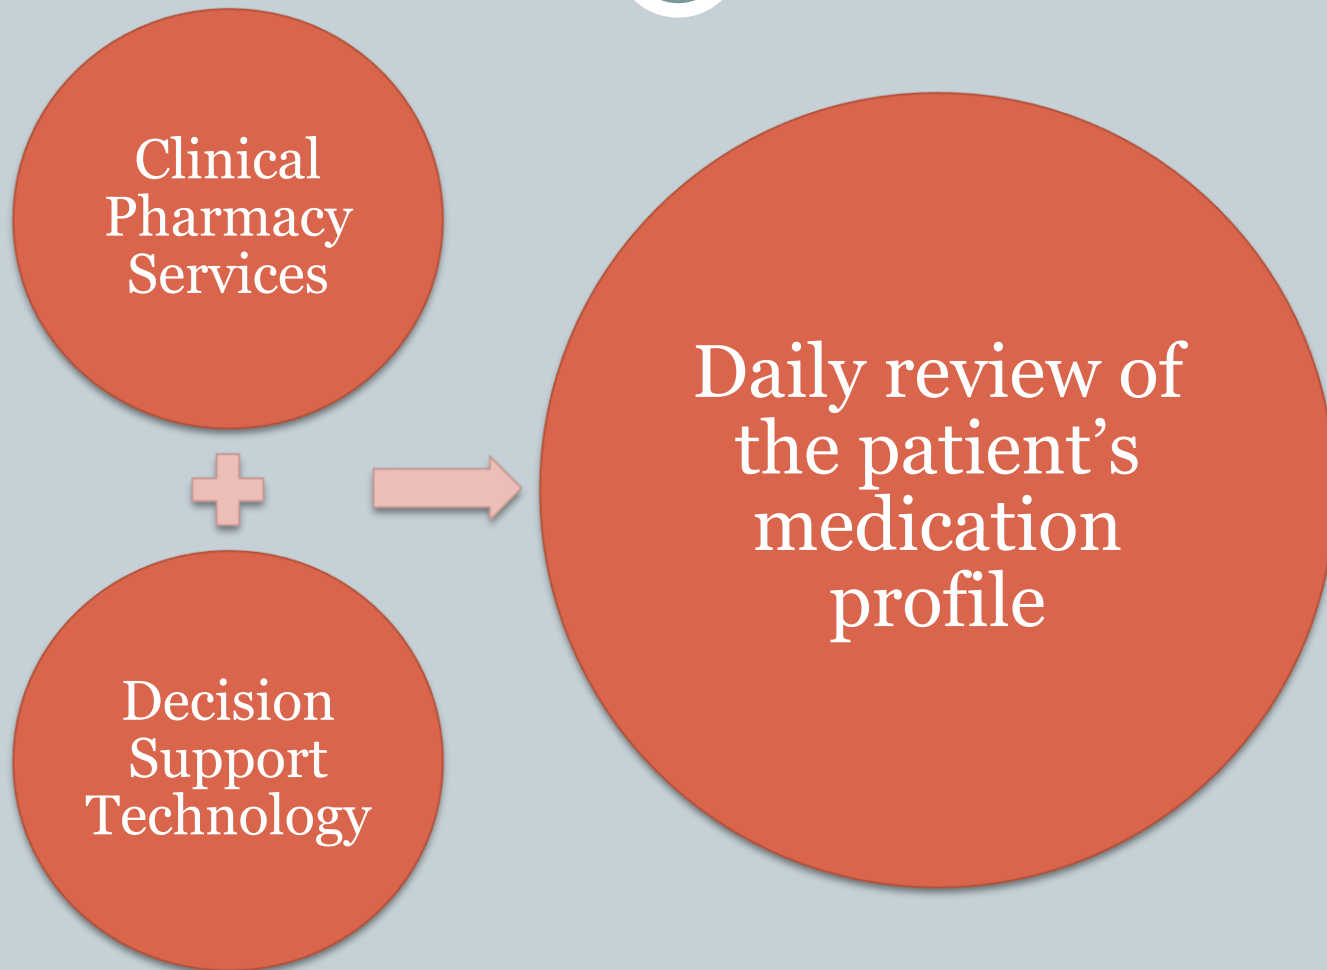 Clinical
Pharmacy
Services
Decision
Support
Technology
Daily review of
the patient’s
medication
profile